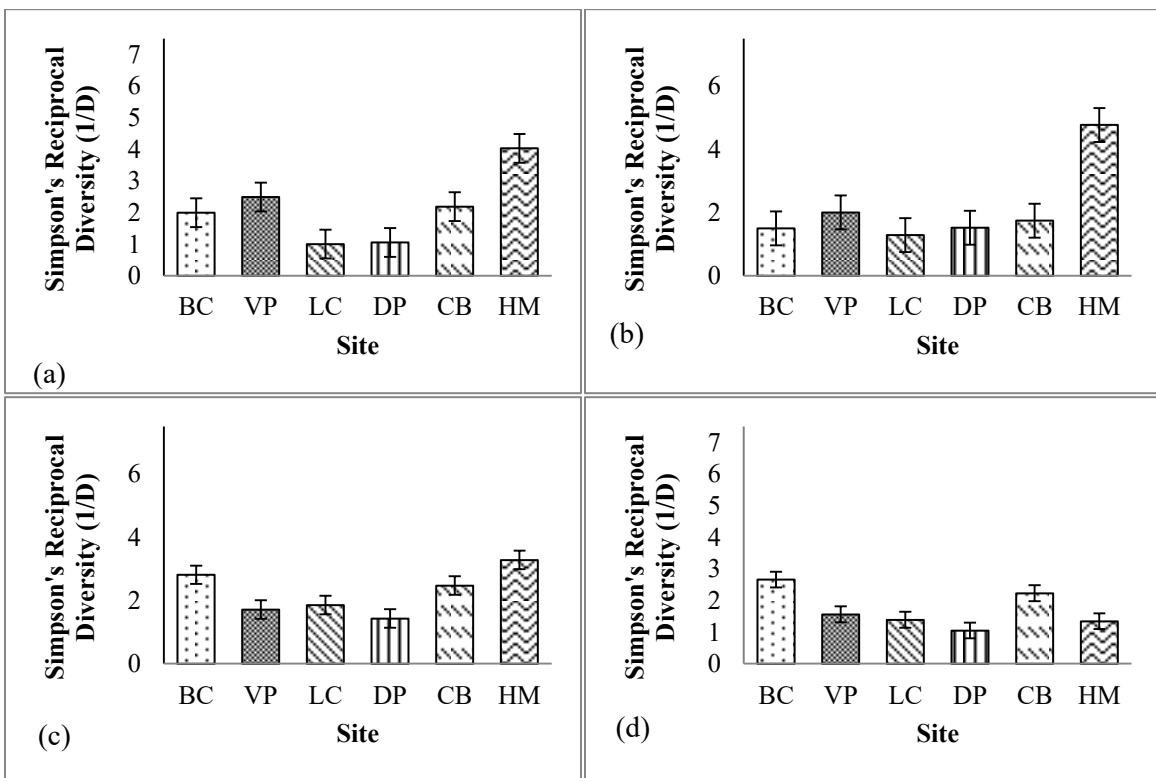 Simpson's Reciprocal
Diversity (1/D)
7
6
5
4
3
2
1
0
BC VP LC DP CB HM
Site
(a)
Simpson's Reciprocal
Diversity (1/D)
6
4
2
0
BC VP LC DP CB HM
Site
(b)
Simpson's Reciprocal
Diversity (1/D)
6
4
2
0
BC VP LC DP CB HM
Site
(c)
Simpson's Reciprocal
Diversity (1/D)
7
6
5
4
3
2
1
0
BC VP LC DP CB HM
Site
(d)